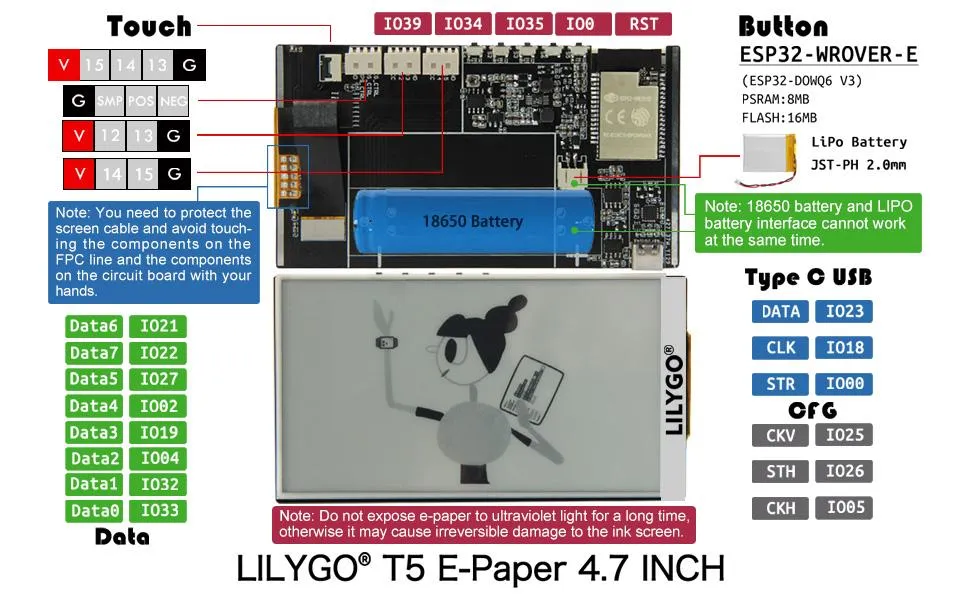 Touch
IO39 IO34 IO35 IO0 RST
Button
V 15 14 13 G
G SMP POS NEG
V 12 13 G
V 14 15 G
ESP32-WROVER-E
(ESP32-DOWQ6 V3)
PSRAM:8MB
FLASH:16MB
LiPo Battery
JST-PH 2.0mm
18650 Battery
Note: 18650 battery and LIPO
battery interface cannot work
at the same time.
Note: You need to protect the
screen cable and avoid touch-
ing the components on the
FPC line and the components
on the circuit board with your
hands.
Type C USB
DATA IO23
CLK IO18
STR IO00
CFG
CKV IO25
STH IO26
CKH IO05
Data6 IO21
Data7 IO22
Data5 IO27
Data4 IO02
Data3 IO19
Data2 IO04
Data1 IO32
Data0 IO33
Data
LILYGO®
Note: Do not expose e-paper to ultraviolet light for a long time,
otherwise it may cause irreversible damage to the ink screen.
LILYGO® T5 E-Paper 4.7 INCH